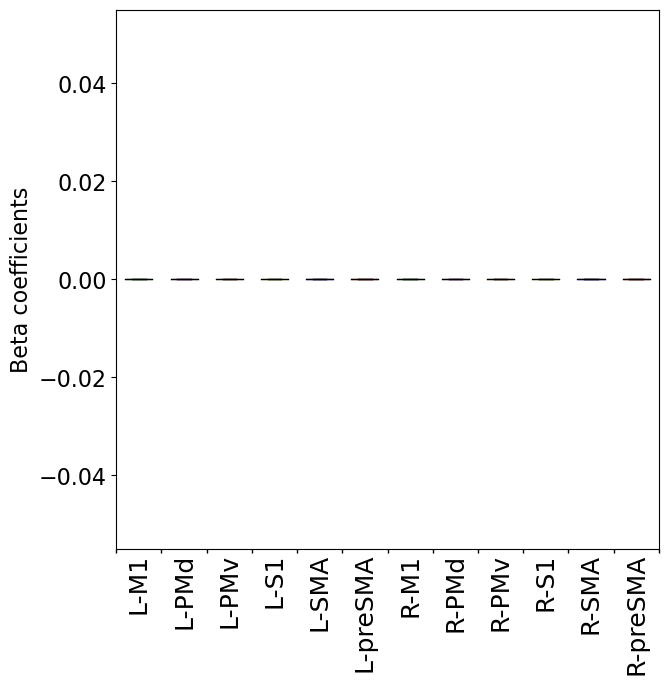 Beta coefficients
0.04
0.02
0.00
−0.02
−0.04
L-M1
L-PMd
L-PMv
L-S1
L-SMA
L-preSMA
R-M1
R-PMd
R-PMv
R-S1
R-SMA
R-preSMA